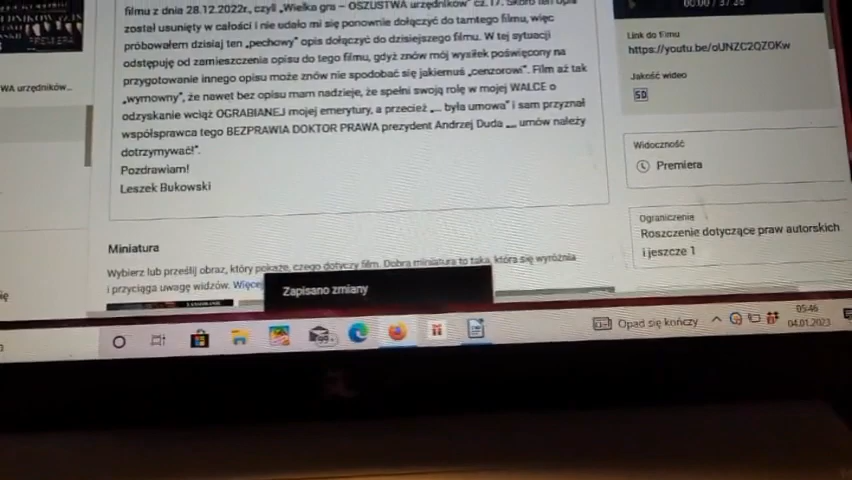 filmu z dnia 28.12.2022r., czyli „Wielka gra – OSZUSTWA urzędników" cz.17. Skoro ten opis
został usunięty w całości i nie udało mi się ponownie dołączyć do tamtego filmu, więc
próbowałem dzisiaj ten „pechowy" opis dołączyć do dzisiejszego filmu. W tej sytuacji
odstępuję od zamieszczenia opisu do tego filmu, gdyż znów mój wysiłek poświęcony na
przygotowanie innego opisu może znów nie spodobać się jakiemuś „cenzorowi". Film aż tak
„wymowny", że nawet bez opisu mam nadzieje, że spełni swoją rolę w mojej WALCE o
odzyskanie wciąż OGRABIANEJ mojej emerytury, a przecież „... była umowa" i sam przyznał
współsprawca tego BEZPRAWIA DOKTOR PRAWA prezydent Andrzej Duda „... umów należy
dotrzymywać!".
Pozdrawiam!
Leszek Bukowski
PREMIERA
WA urzędników...
00:00 / 37:28
Link do filmu
https://youtu.be/oUNZC2QZOKw
Jakość wideo
SD
Widoczność
Premiera
Ograniczenie
Roszczenie dotyczące praw autorskich
i jeszcze 1
Miniatura
Wybierz lub prześlij obraz, który pokaże, czego dotyczy film. Dobra miniatura to taka, która się wyróżnia
i przyciąga uwagę widzów. Więcej
Zapisano zmiany
99+
Opad się kończy
05:46
04.01.2023